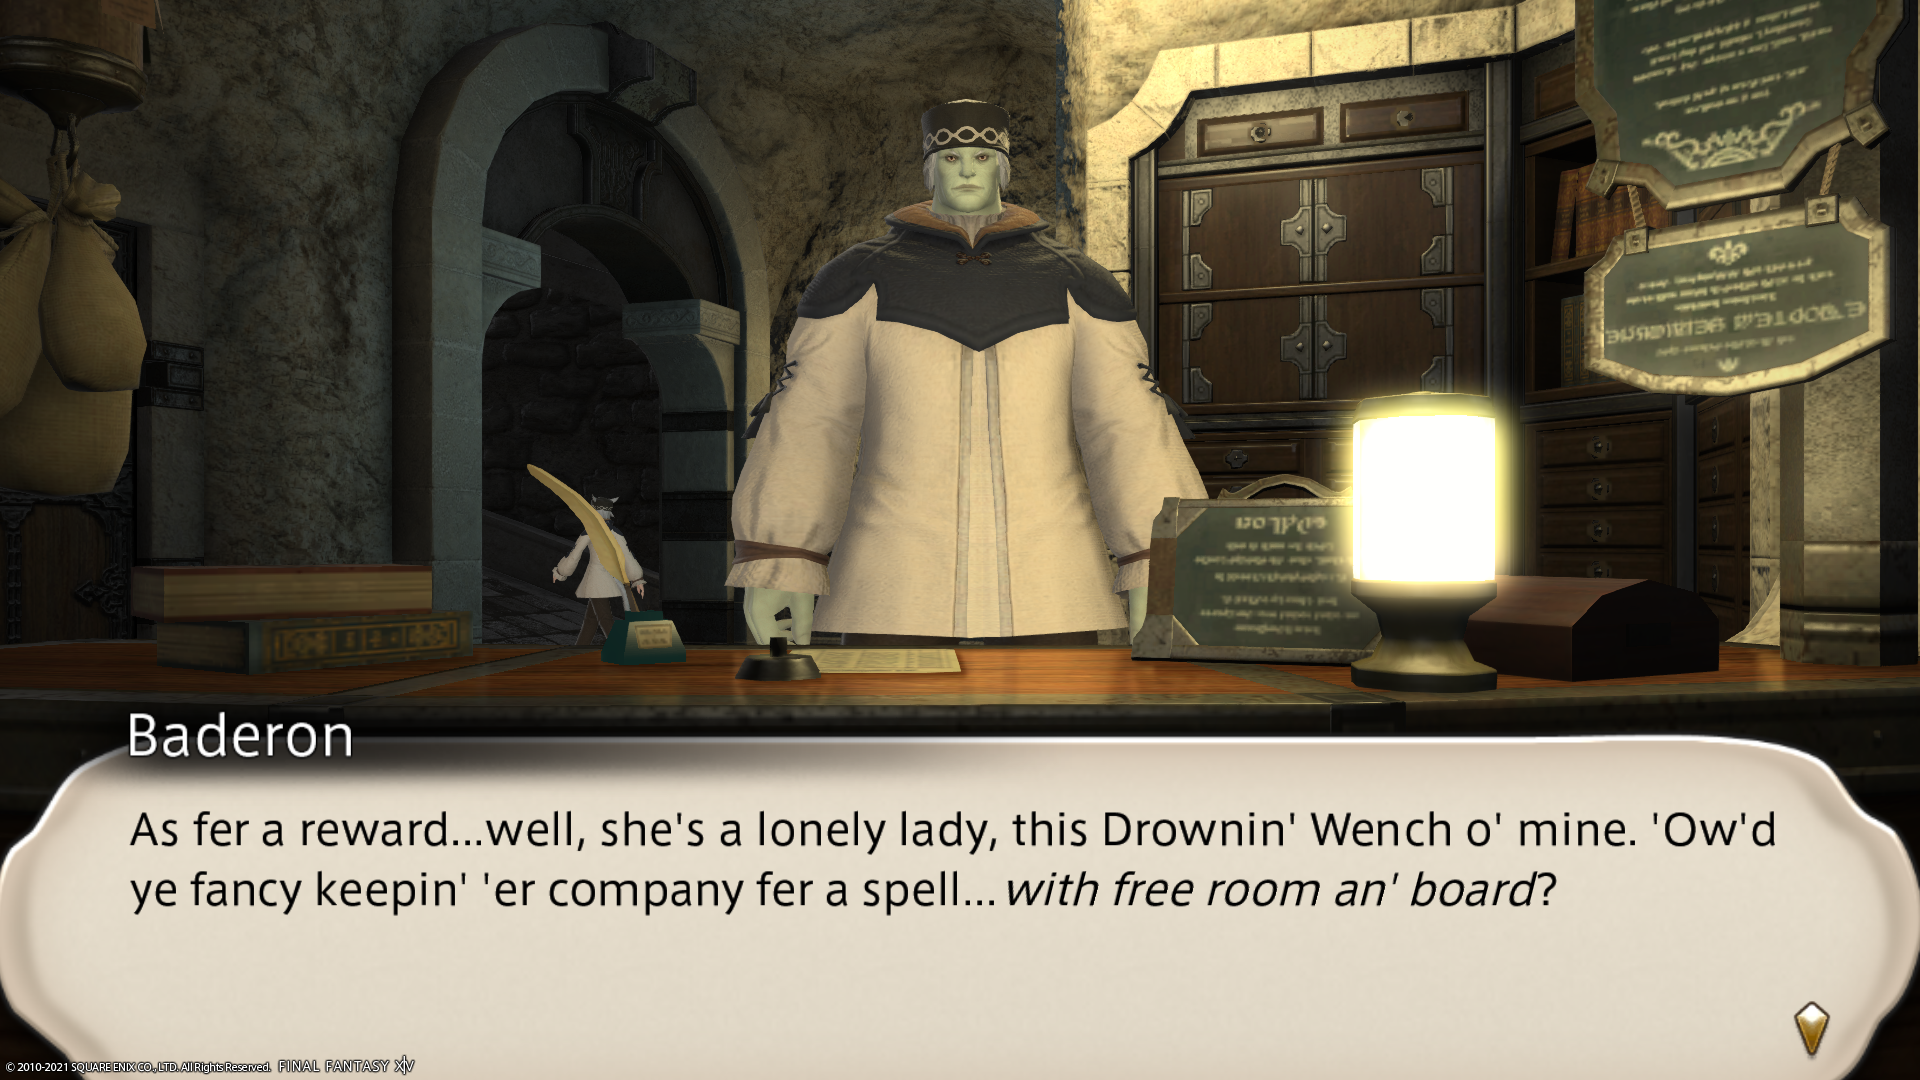 Baderon
As fer a reward...well, she's a lonely lady, this Drownin' Wench o' mine. 'Ow'd
ye fancy keepin' 'er company fer a spell...with free room an' board?
© 2010-2021 SQUARE ENIX CO., LTD. All Rights Reserved. FINAL FANTASY XIV